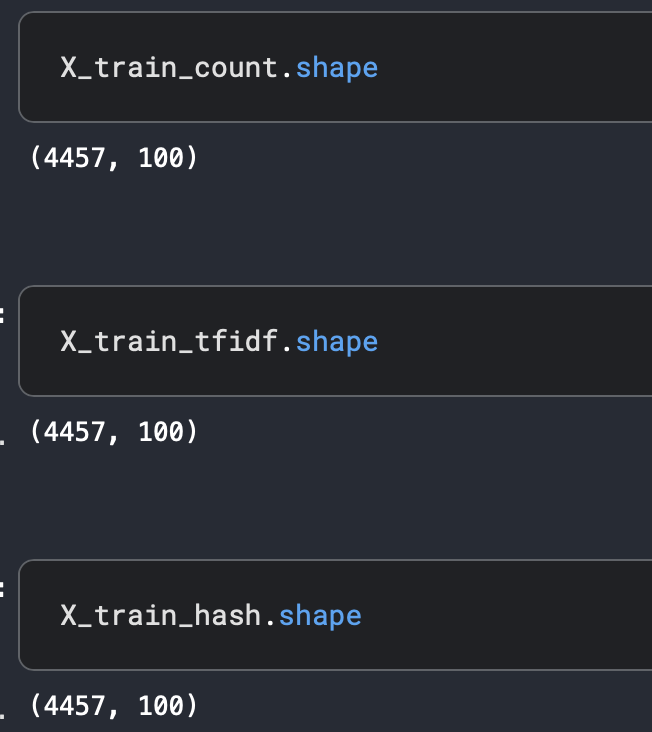 X_train_count.shape
(4457, 100)
X_train_tfidf.shape
(4457, 100)
X_train_hash.shape
(4457, 100)